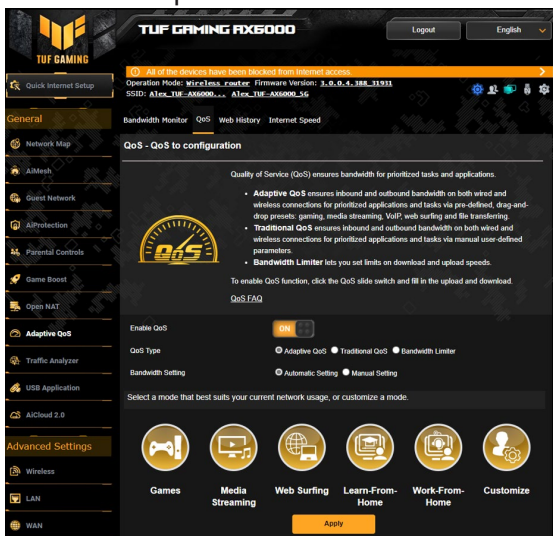 TUF GAMING AX6000
Logout
English
TUF GAMING
All of the devices have been blocked from Internet access.
Quick Internet Setup
Operation Mode: Wireless router Firmware Version: 3.0.0.4.388_31931
SSID: Alex_TUF-AX6000... Alex_TUF-AX6000_5G
General
Bandwidth Monitor QoS Web History Internet Speed
Network Map
QoS - QoS to configuration
AiMesh
Quality of Service (QoS) ensures bandwidth for prioritized tasks and applications.
Guest Network
• Adaptive QoS ensures inbound and outbound bandwidth on both wired and
wireless connections for prioritized applications and tasks via pre-defined, drag-and-
drop presets: gaming, media streaming, VoIP, web surfing and file transferring.
AiProtection
• Traditional QoS ensures inbound and outbound bandwidth on both wired and
wireless connections for prioritized applications and tasks via manual user-defined
parameters.
Parental Controls
QoS
• Bandwidth Limiter lets you set limits on download and upload speeds.
Game Boost
To enable QoS function, click the QoS slide switch and fill in the upload and download.
QoS FAQ
Open NAT
Enable QoS
ON
Adaptive QoS
QoS Type
Adaptive QoS Traditional QoS Bandwidth Limiter
Traffic Analyzer
Bandwidth Setting
Automatic Setting Manual Setting
USB Application
Select a mode that best suits your current network usage, or customize a mode.
AiCloud 2.0
Advanced Settings
Wireless
LAN
Games
Media
Streaming
Web Surfing
Learn-From-
Home
Work-From-
Home
Customize
WAN
Apply